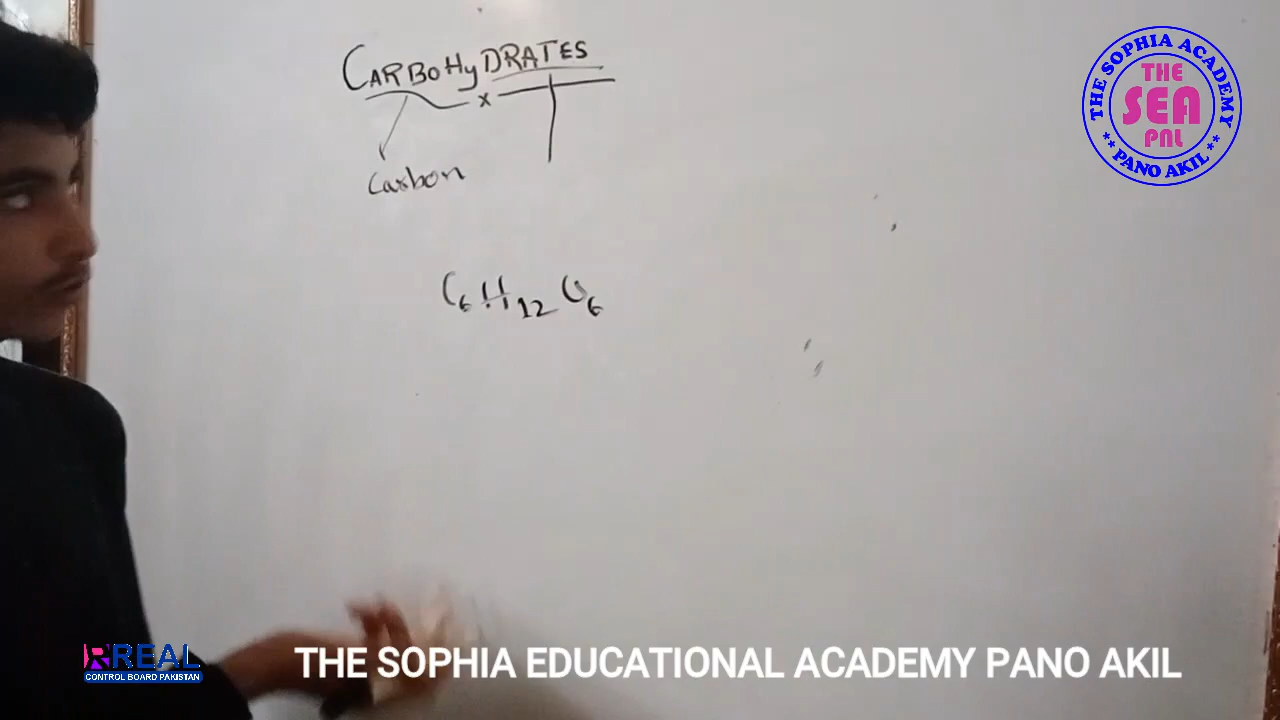 CARBOHyDRATES
x
Carbon
C6H12O6
THE SOPHIA ACADEMY
THE
SEA
PNL
** PANO AKIL **
REAL
CONTROL BOARD PAKISTAN
THE SOPHIA EDUCATIONAL ACADEMY PANO AKIL